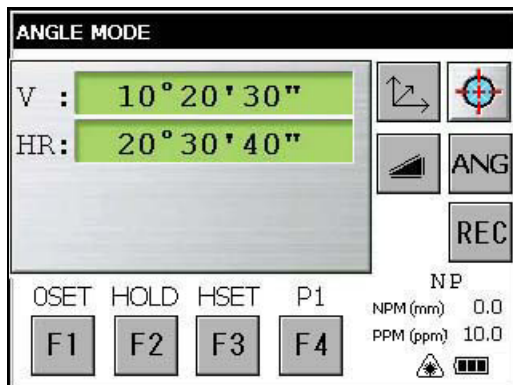 ANGLE MODE
V : 10°20'30"
HR: 20°30'40"
ANG
REC
0SET HOLD HSET P1
F1 F2 F3 F4
NP
NPM (mm) 0.0
PPM (ppm) 10.0